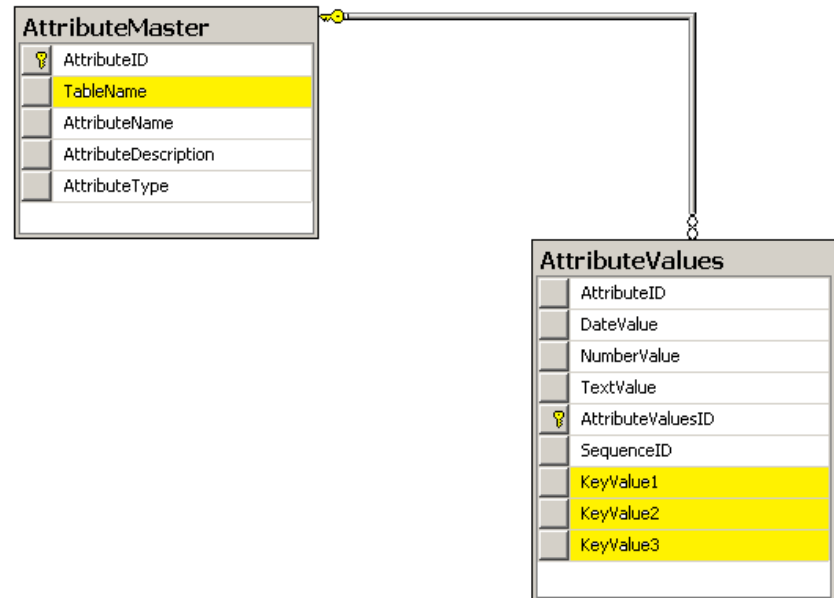 AttributeMaster
AttributeID
TableName
AttributeName
AttributeDescription
AttributeType
AttributeValues
AttributeID
DateValue
NumberValue
TextValue
AttributeValuesID
SequenceID
KeyValue1
KeyValue2
KeyValue3